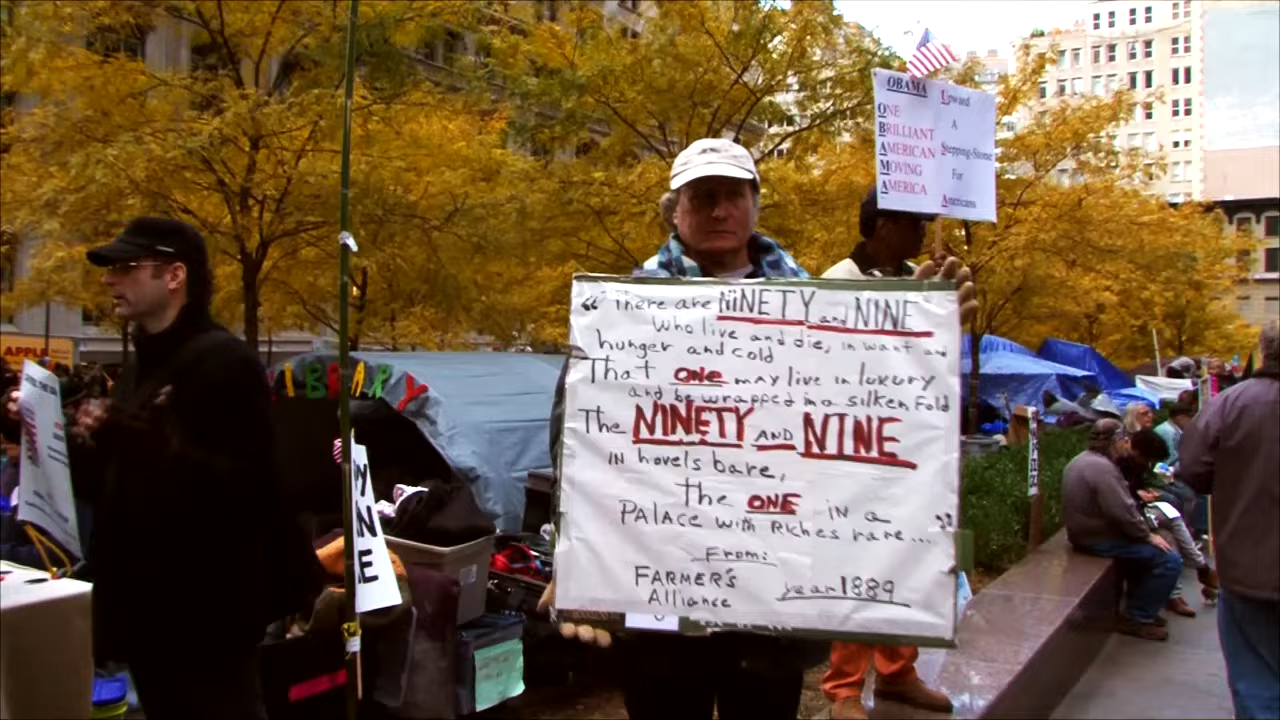 OBAMA
ONE
BRILLIANT
AMERICAN
MOVING
AMERICA
Upward
A
Stepping-Stone
For
Americans
“There are NINETY and NINE
Who live and die, in want and
hunger and cold
That one may live in luxury
and be wrapped in a silken Fold
The NINETY AND NINE
IN hovels bare,
The ONE IN a
PALACE with Riches rare..."
From:
FARMER'S
Alliance
year 1889
LIBRARY
APPLE